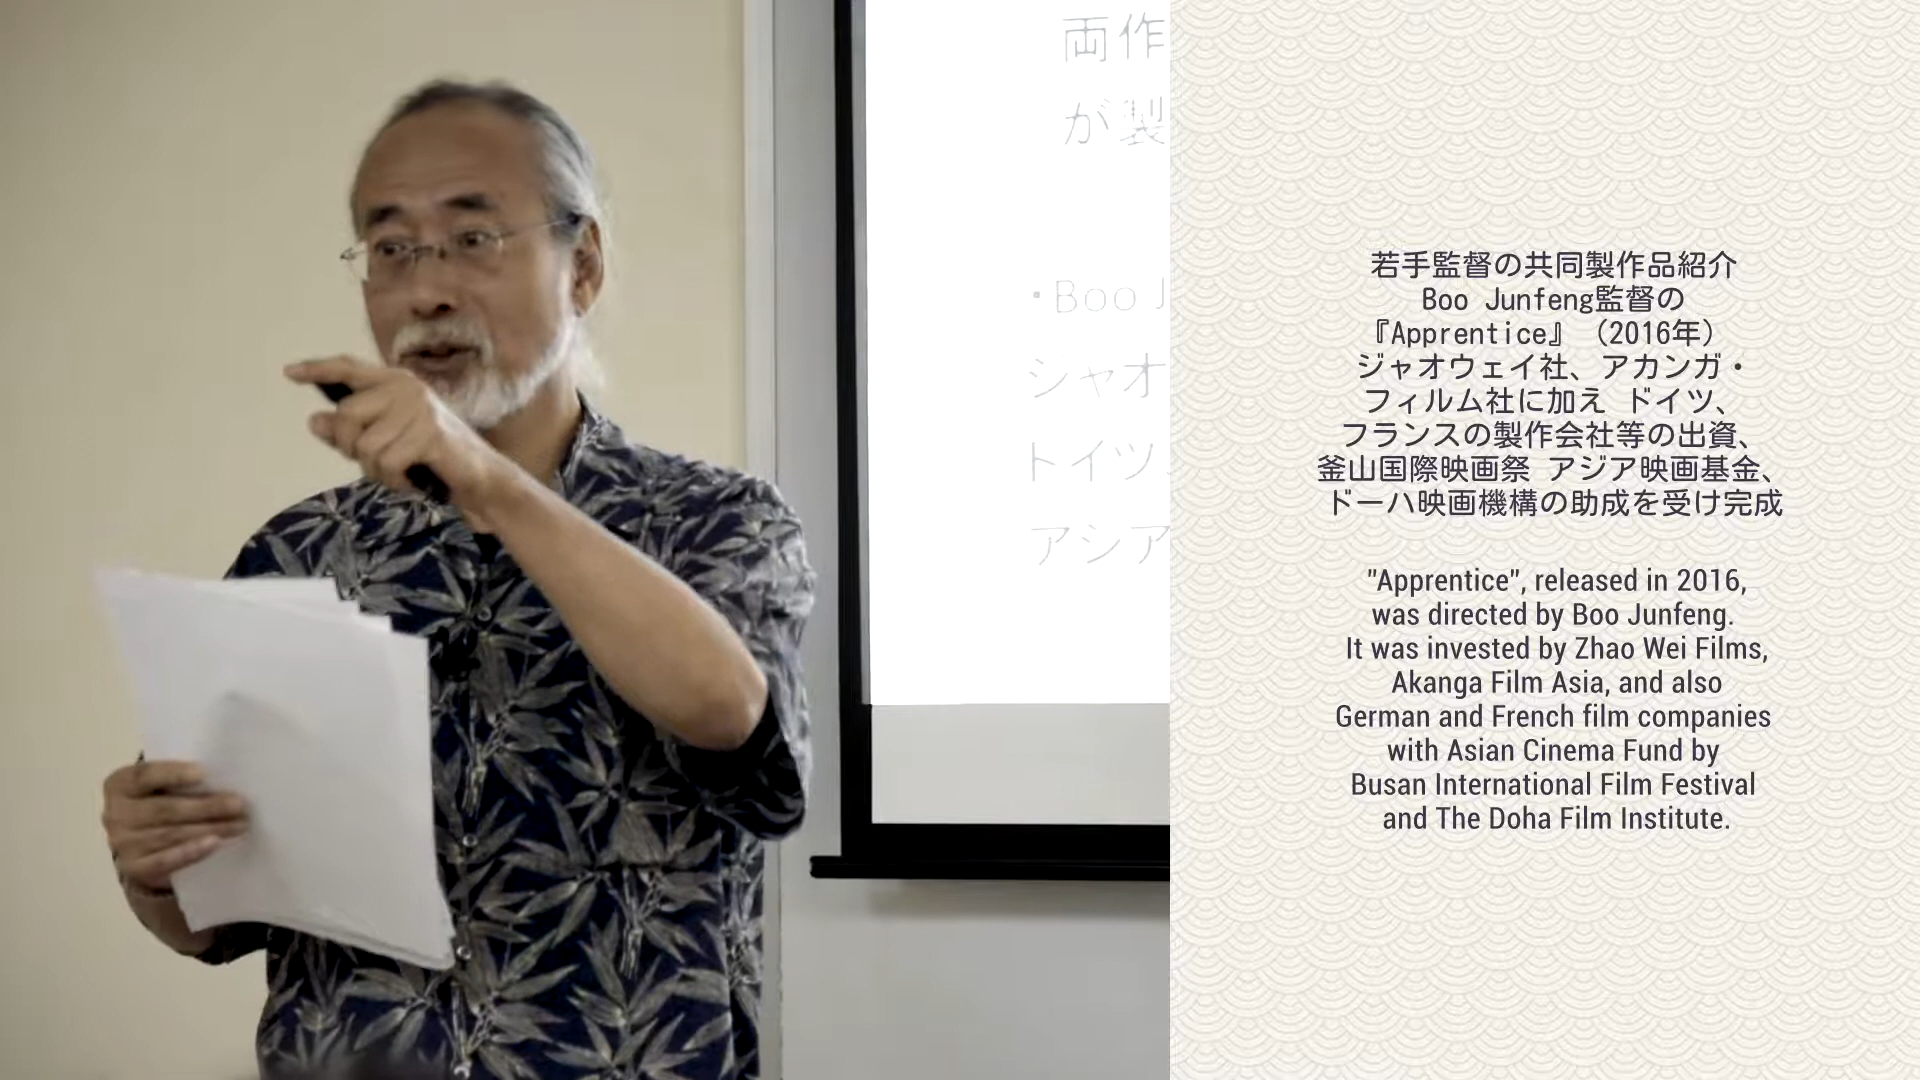 両作
が製
・Boo J
シャオ
ドイツ、
アジア
若手監督の共同製作品紹介
Boo Junfeng監督の
『Apprentice』（2016年）
ジャオウェイ社、アカンガ・
フィルム社に加え ドイツ、
フランスの製作会社等の出資、
釜山国際映画祭 アジア映画基金、
ドーハ映画機構の助成を受け完成
"Apprentice", released in 2016,
was directed by Boo Junfeng.
It was invested by Zhao Wei Films,
Akanga Film Asia, and also
German and French film companies
with Asian Cinema Fund by
Busan International Film Festival
and The Doha Film Institute.